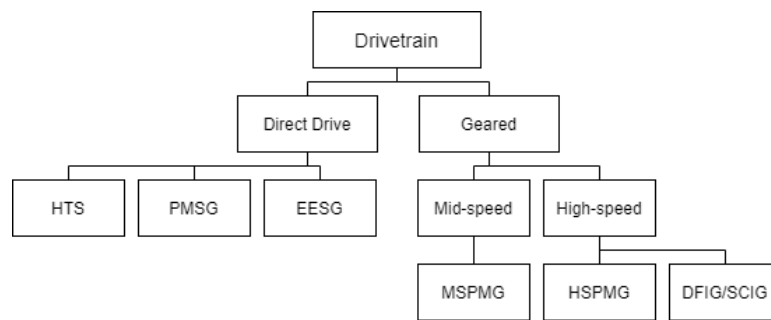 Drivetrain
Direct Drive
Geared
HTS
PMSG
EESG
Mid-speed
High-speed
MSPMG
HSPMG
DFIG/SCIG